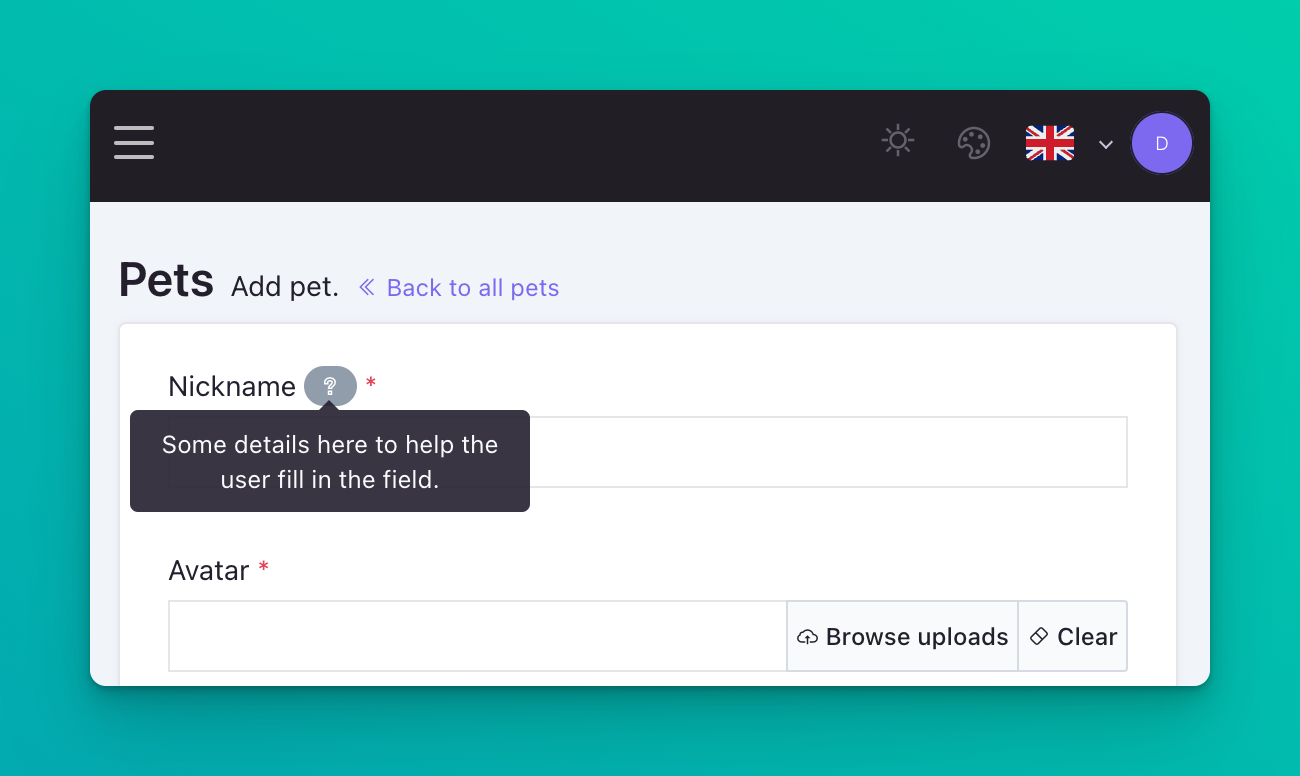 D
Pets Add pet. « Back to all pets
Nickname ? *
Some details here to help the
user fill in the field.
Avatar *
Browse uploads Clear